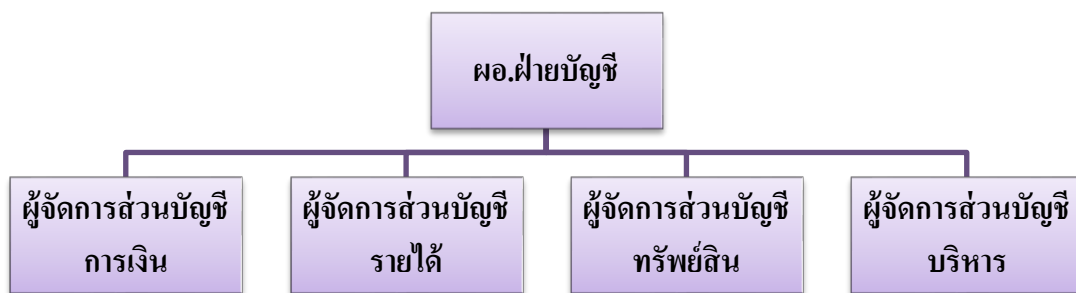 ผอ.ฝ่ายบัญชี
ผู้จัดการส่วนบัญชี
การเงิน
ผู้จัดการส่วนบัญชี
รายได้
ผู้จัดการส่วนบัญชี
ทรัพย์สิน
ผู้จัดการส่วนบัญชี
บริหาร